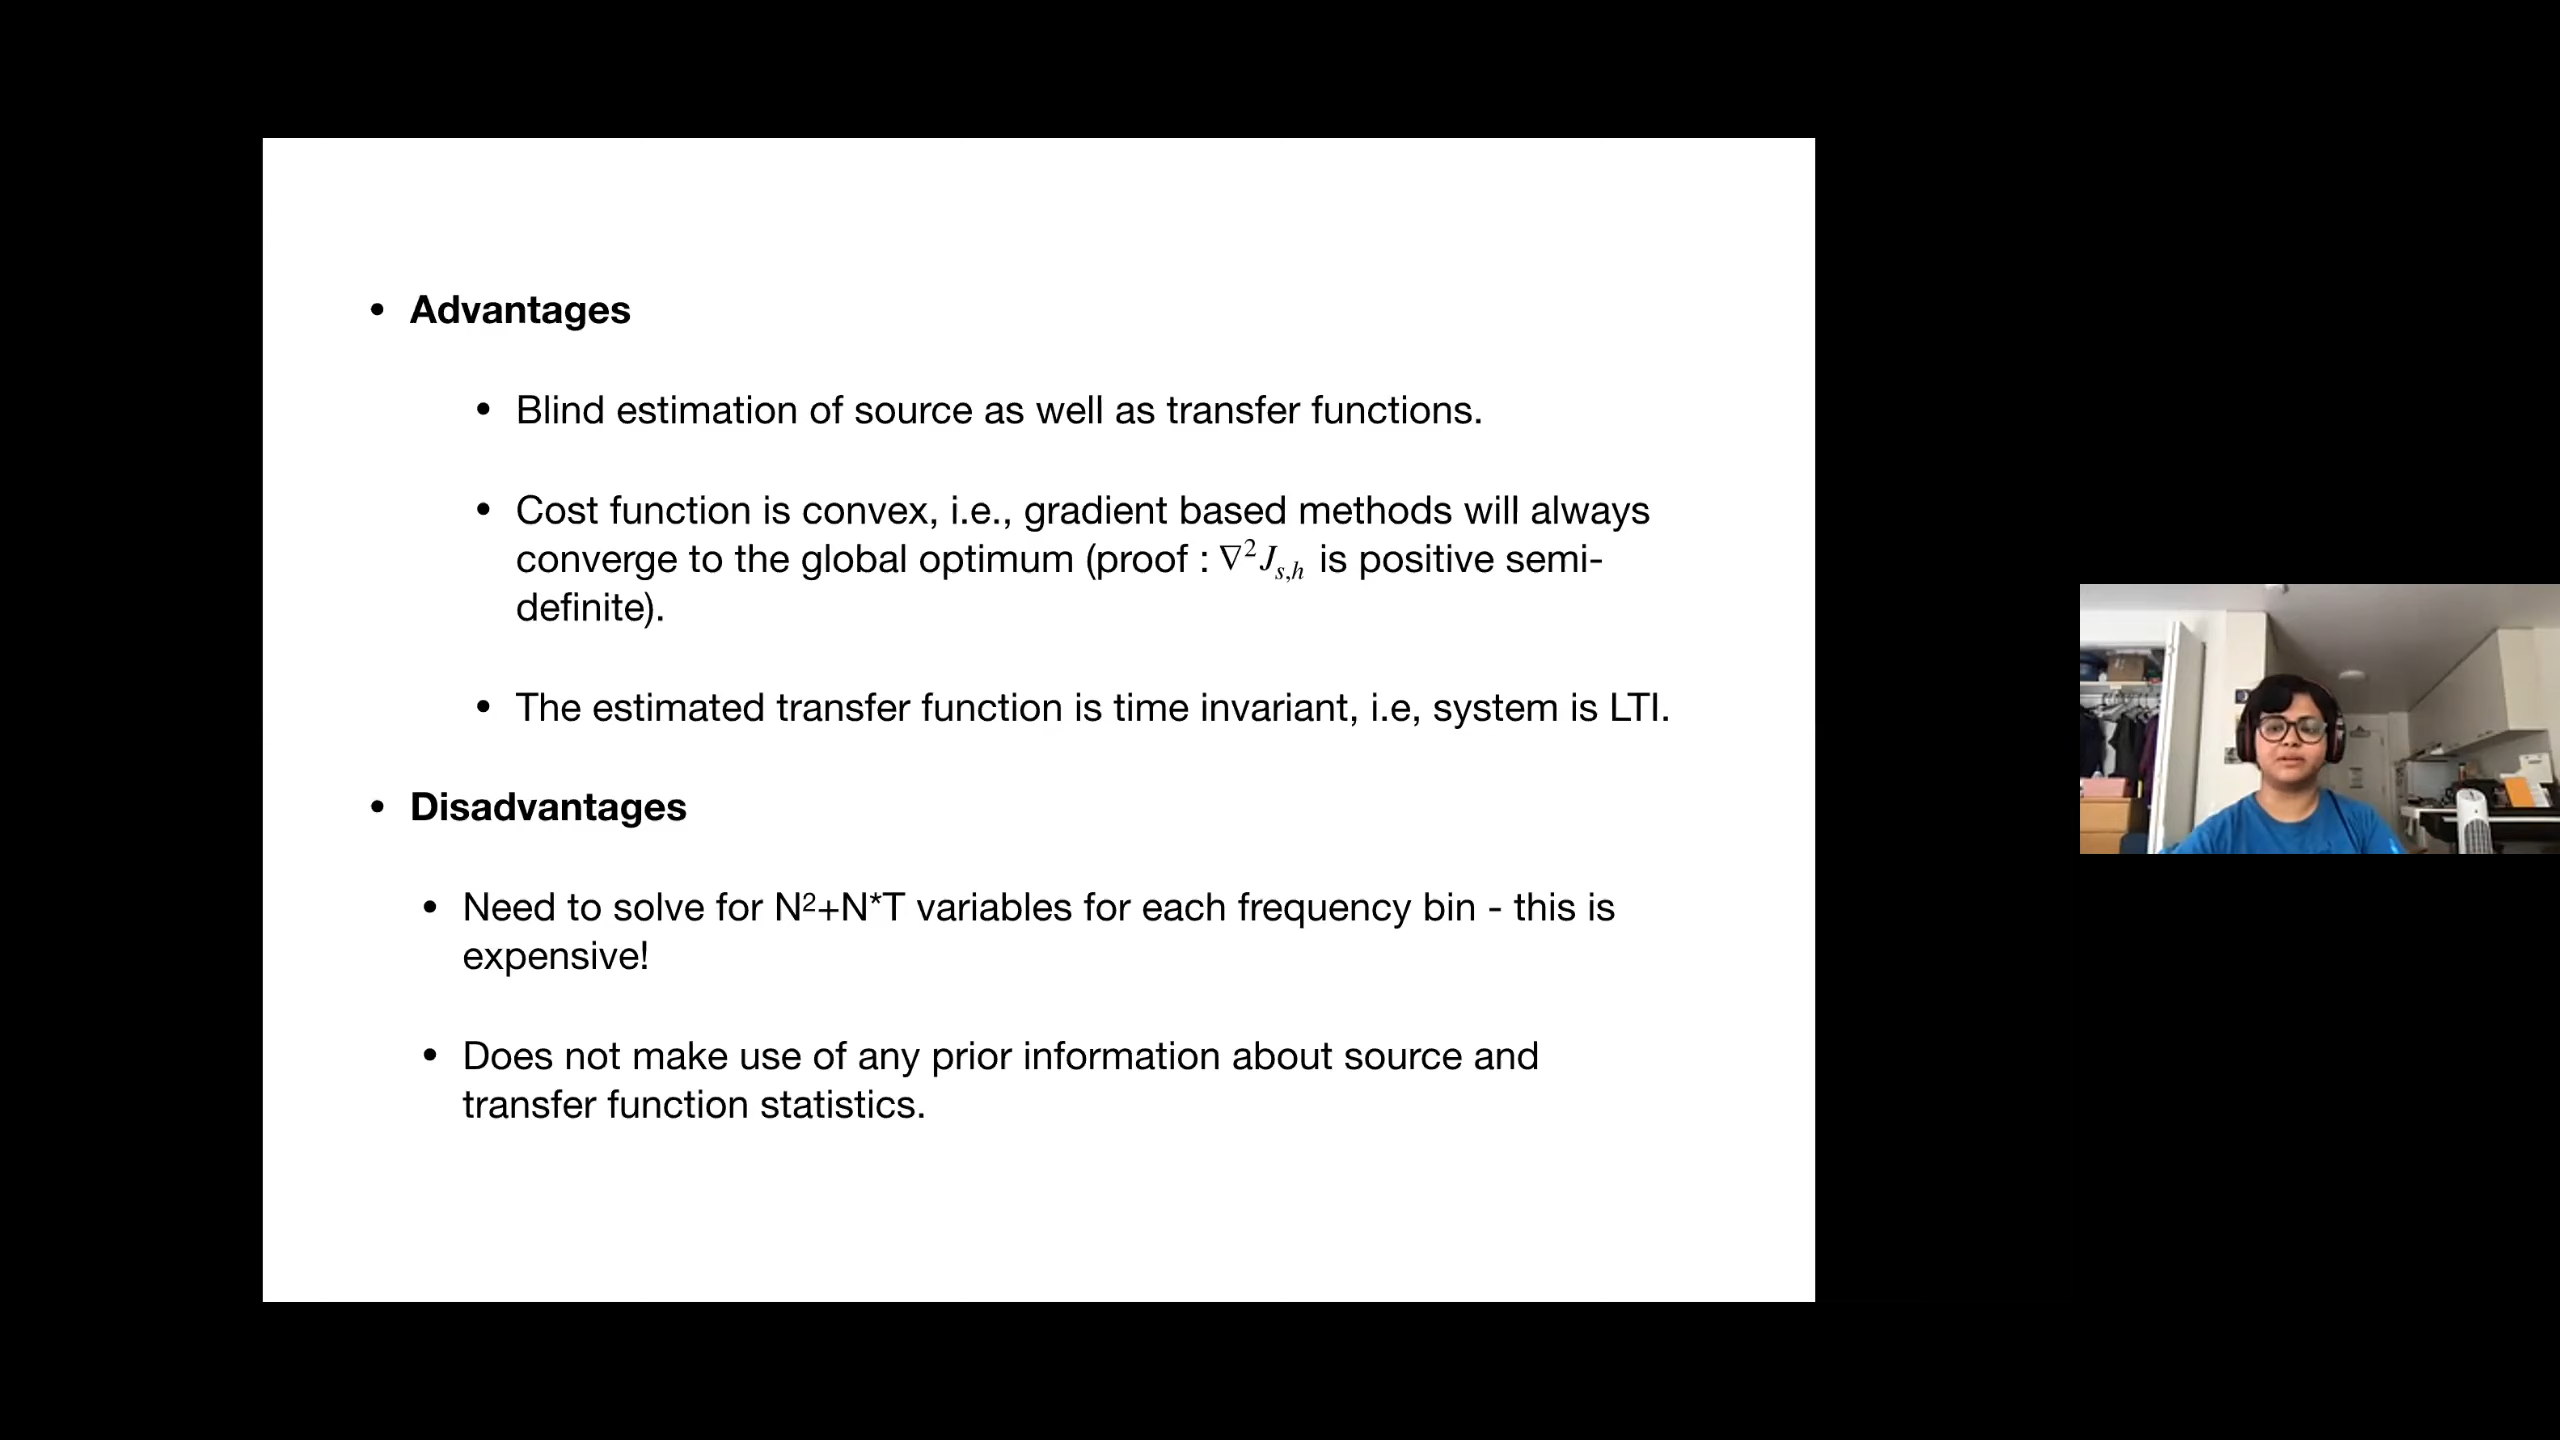 • Advantages
• Blind estimation of source as well as transfer functions.
• Cost function is convex, i.e., gradient based methods will always
converge to the global optimum (proof : ∇²J_{s,h} is positive semi-
definite).
• The estimated transfer function is time invariant, i.e, system is LTI.
• Disadvantages
• Need to solve for N²+N*T variables for each frequency bin - this is
expensive!
• Does not make use of any prior information about source and
transfer function statistics.